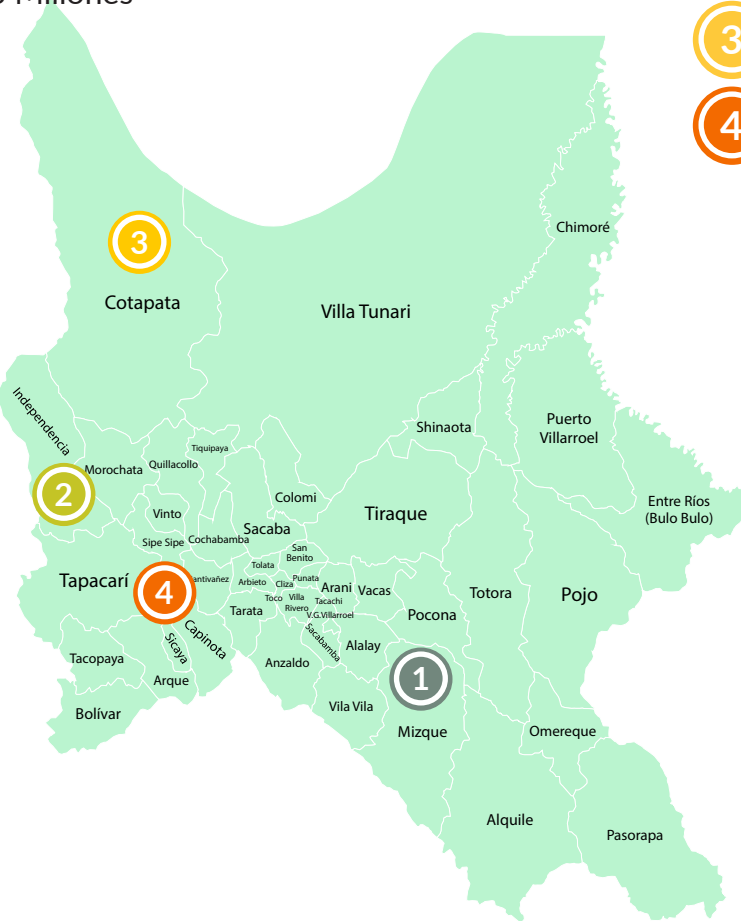 Millones
3
4
3
Chimoré
Cotapata
Villa Tunari
Independencia
Shinaota
Puerto
Villarroel
Tiquipaya
Morochata
Quillacollo
2
Colomi
Entre Ríos
(Bulo Bulo)
Vinto
Tiraque
Sacaba
Sipe Sipe
Cochabamba
San
Benito
Tolata
Tapacarí
4
antivañez
Arbieto
Cliza
Punata
Arani
Vacas
Totora
Pojo
Toco
Villa
Rivero
Tacachi
V.G.Villarroel
Tarata
Pocona
Capinota
Sicaya
Sacabamba
Alalay
Tacopaya
Anzaldo
1
Arque
Bolívar
Vila Vila
Mizque
Omereque
Alquile
Pasorapa